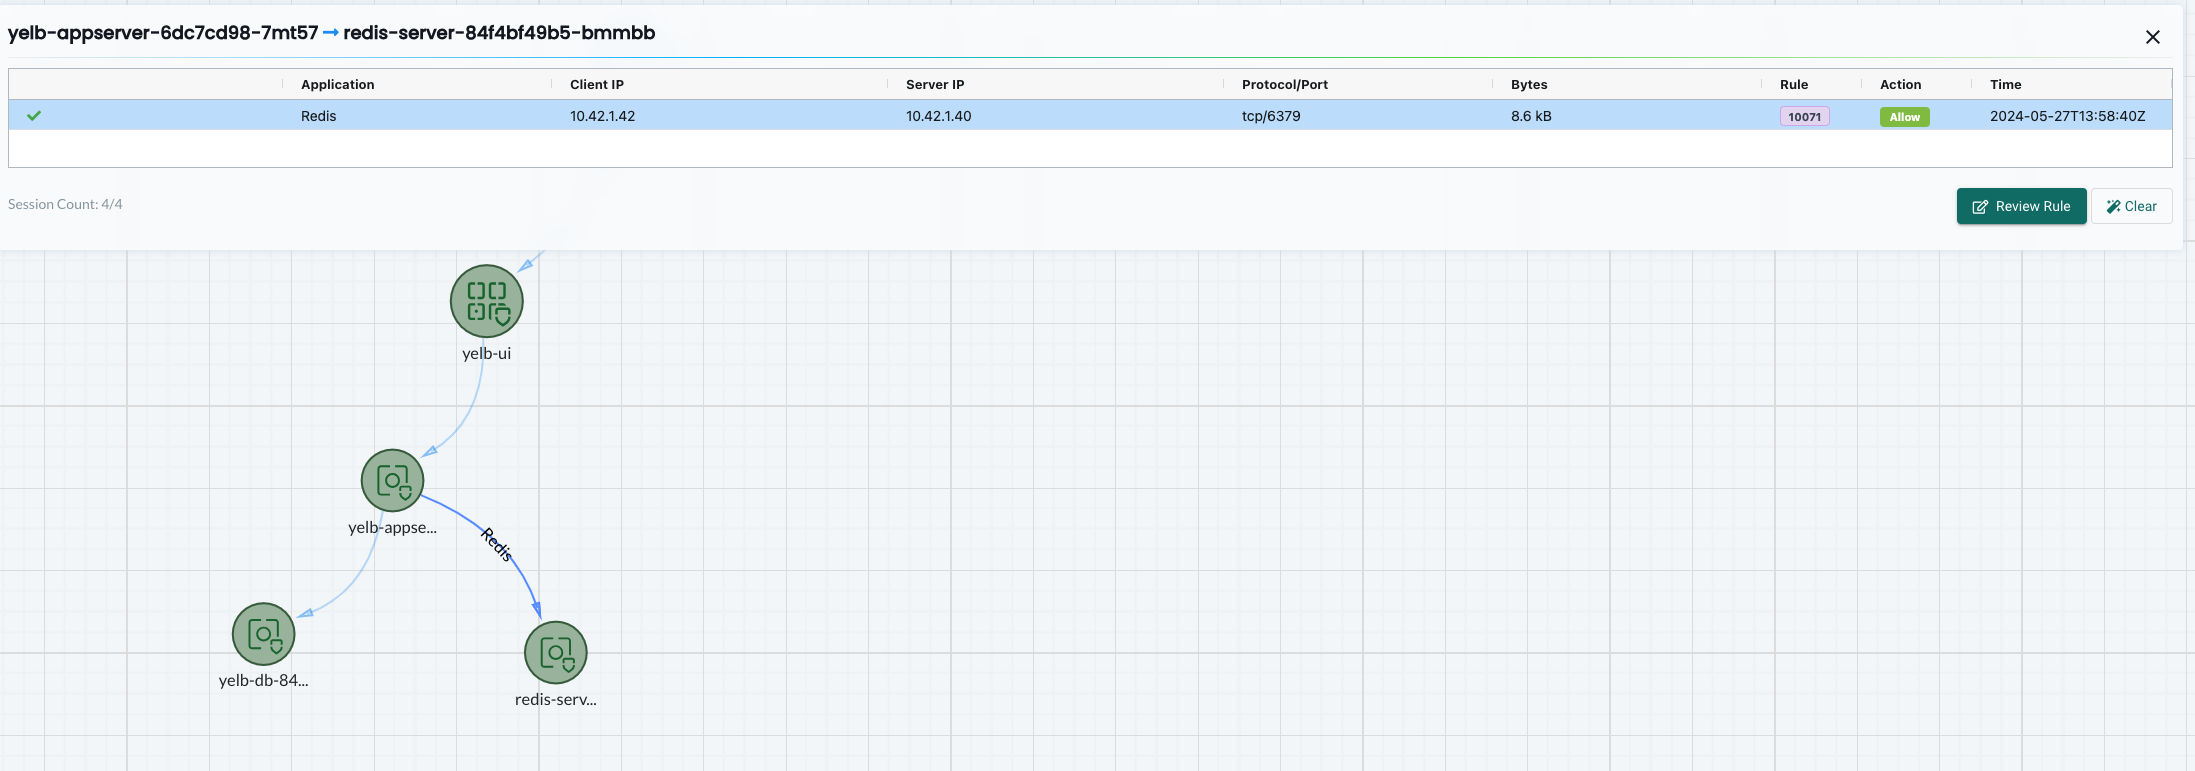 yelb-appserver-6dc7cd98-7mt57 → redis-server-84f4bf49b5-bmmbb
Application Client IP Server IP Protocol/Port Bytes Rule Action Time
Redis 10.42.1.42 10.42.1.40 tcp/6379 8.6 kB 10071 Allow 2024-05-27T13:58:40Z
Session Count: 4/4
Review Rule
Clear
yelb-ui
yelb-appse...
Redis
yelb-db-84...
redis-serv...